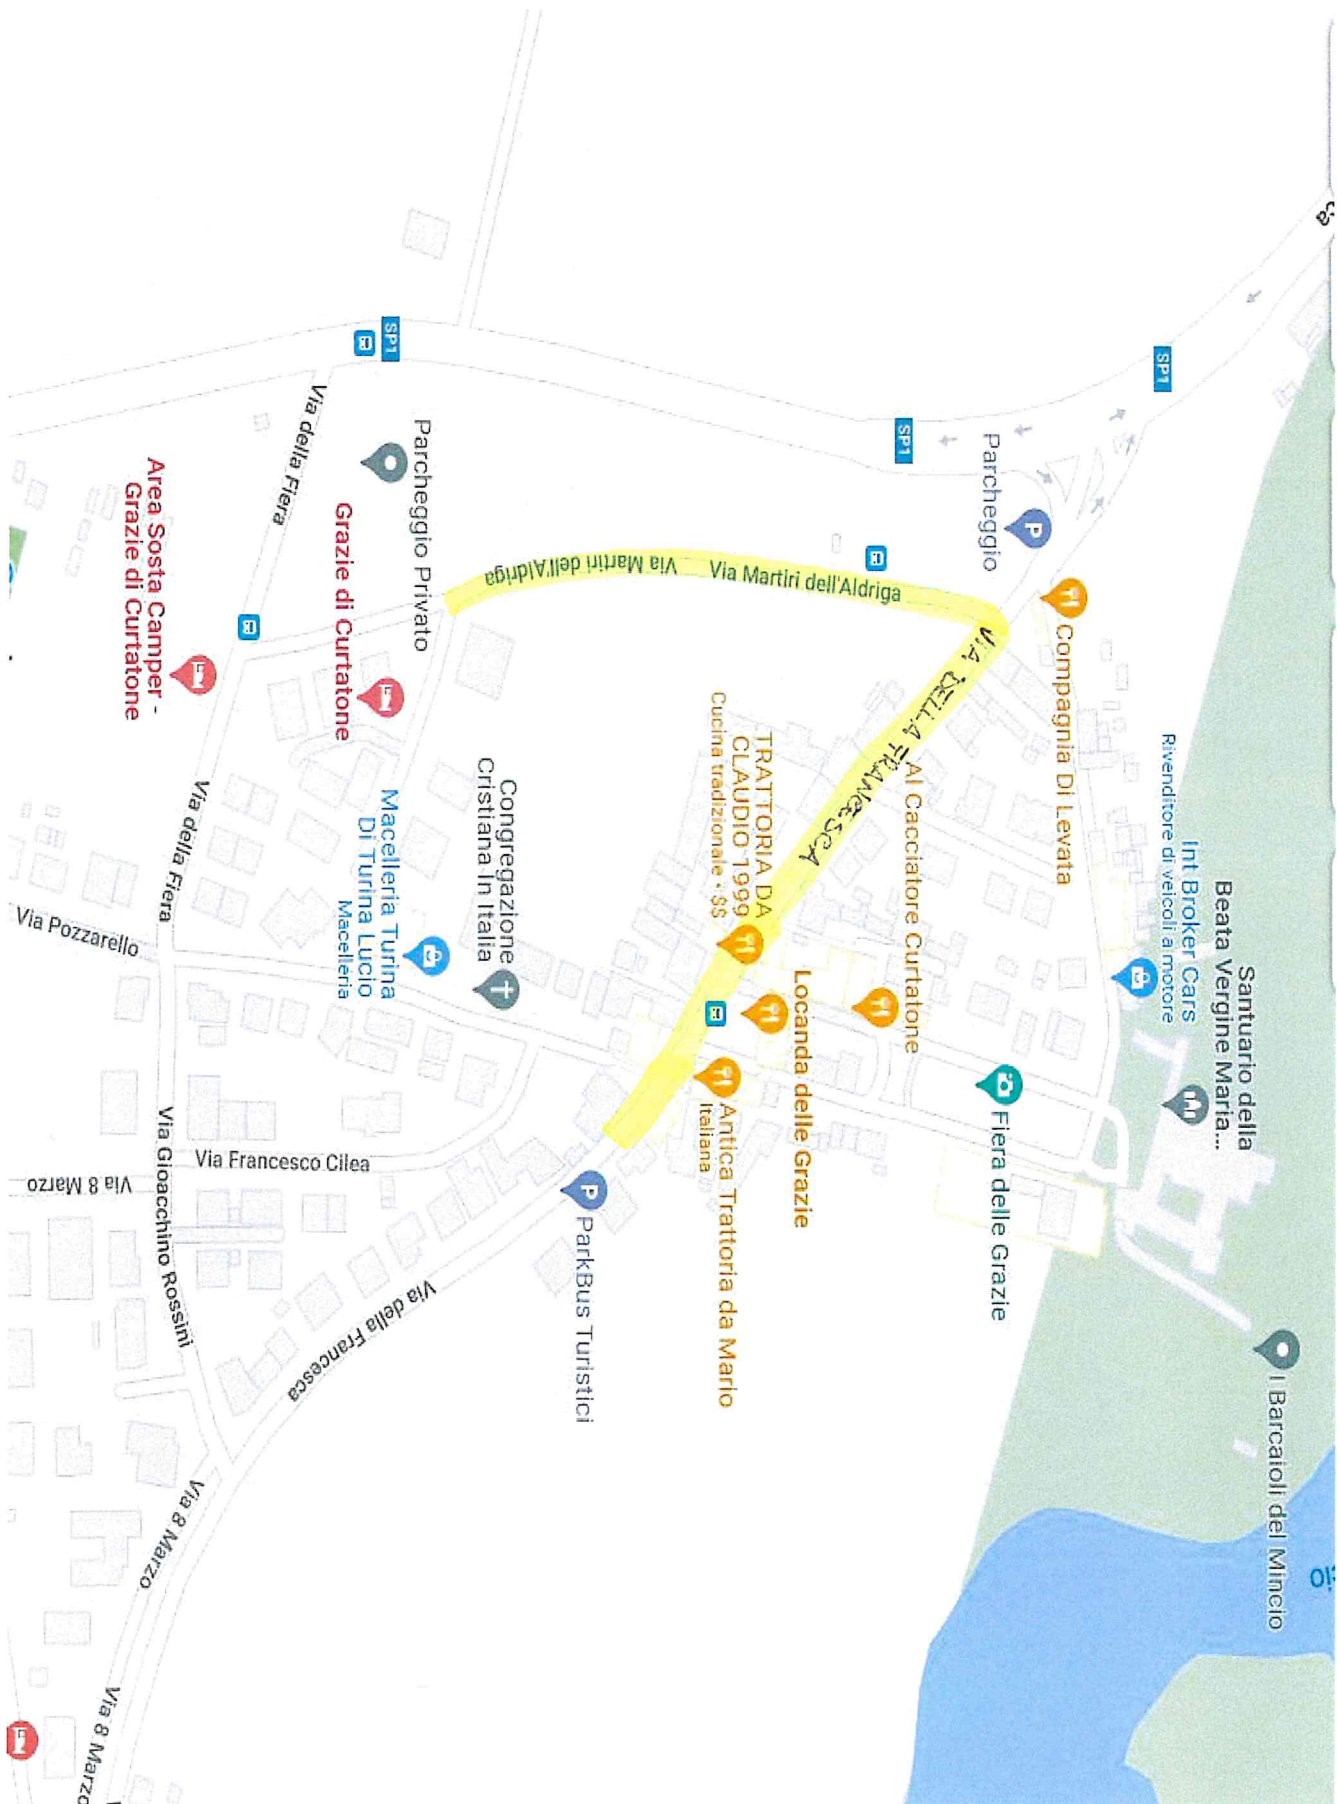 SP1
SP1
SP1
Parcheggio
Compagnia Di Levata
Rivenditore di veicoli a motore
Int Broker Cars
Santuario della
Beata Vergine Maria...
I Barcaioli del Mincio
Fiera delle Grazie
Al Cacciatore Curtatone
VIA DELLA FRANCESCA
Via Martiri dell'Aldriga
Via Martiri dell'Aldriga
TRATTORIA DA
CLAUDIO 1999
Cucina tradizionale · $$
Locanda delle Grazie
Antica Trattoria da Mario
Italiana
ParkBus Turistici
Congregazione
Cristiana In Italia
Macelleria Turina
Di Turina Lucio
Macelleria
Parcheggio Privato
Grazie di Curtatone
Via della Fiera
Area Sosta Camper -
Grazie di Curtatone
Via della Fiera
Via Pozzarello
Via Francesco Cilea
Via Gioacchino Rossini
Via 8 Marzo
Via della Francesca
Via 8 Marzo
Via 8 Marzo